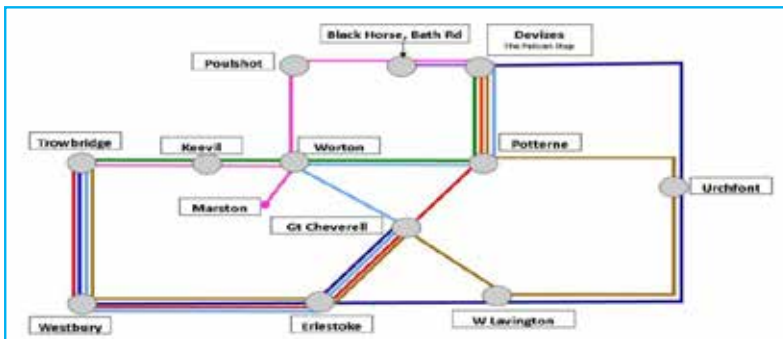 Black Horse, Bath Rd
Devizes
The Pelican Stop
Poulshot
Trowbridge
Keevil
Worton
Potterne
Urchfont
Marston
Gt Cheverell
Westbury
Erlestoke
W Lavington